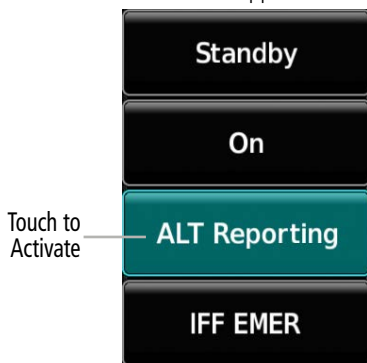 Standby
On
Touch to
Activate
ALT Reporting
IFF EMER